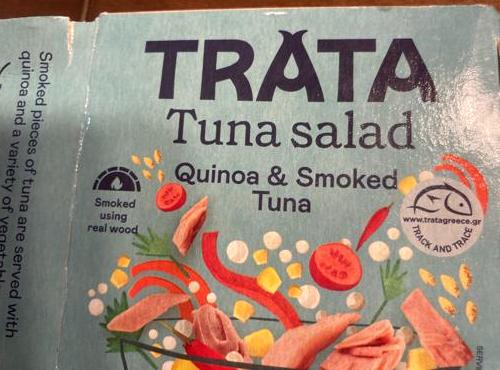 TRATA
Tuna salad
Quinoa & Smoked
Tuna
Smoked
using
real wood
www.tratagreece.gr
TRACK AND TRACE
Smoked pieces of tuna are served with
quinoa and a variety of